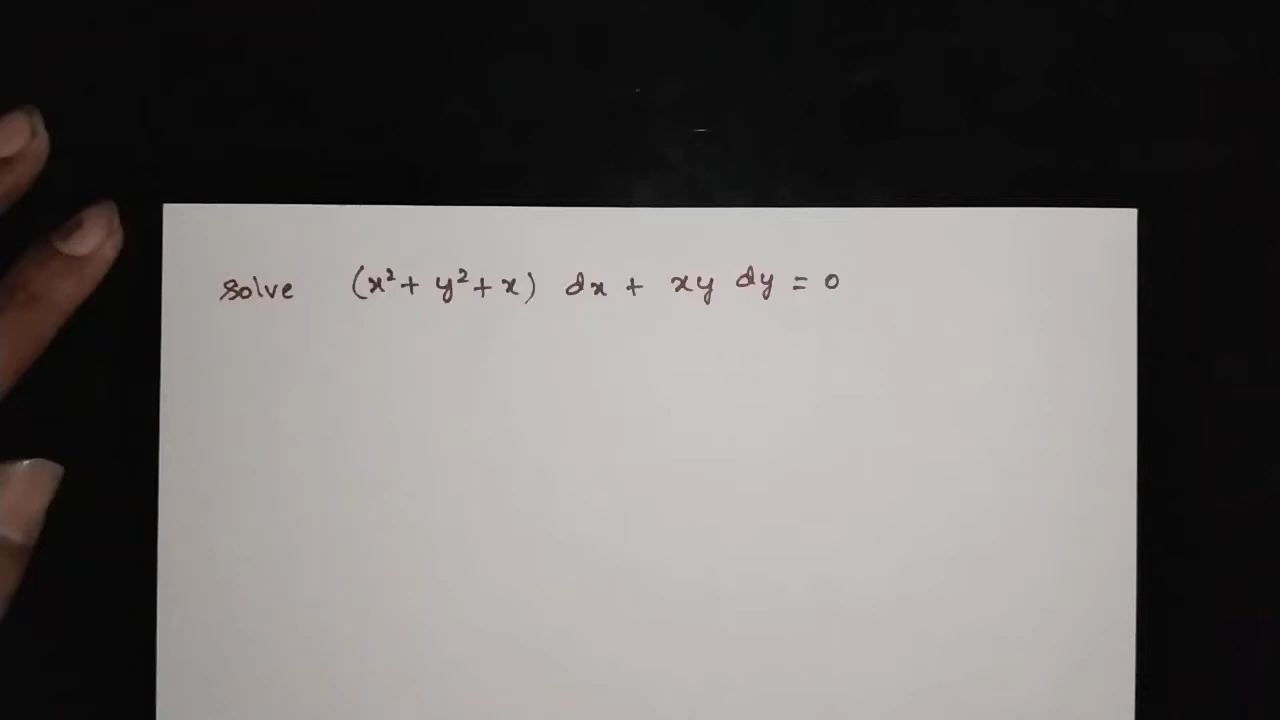 solve (x² + y² + x) dx + xy dy = 0